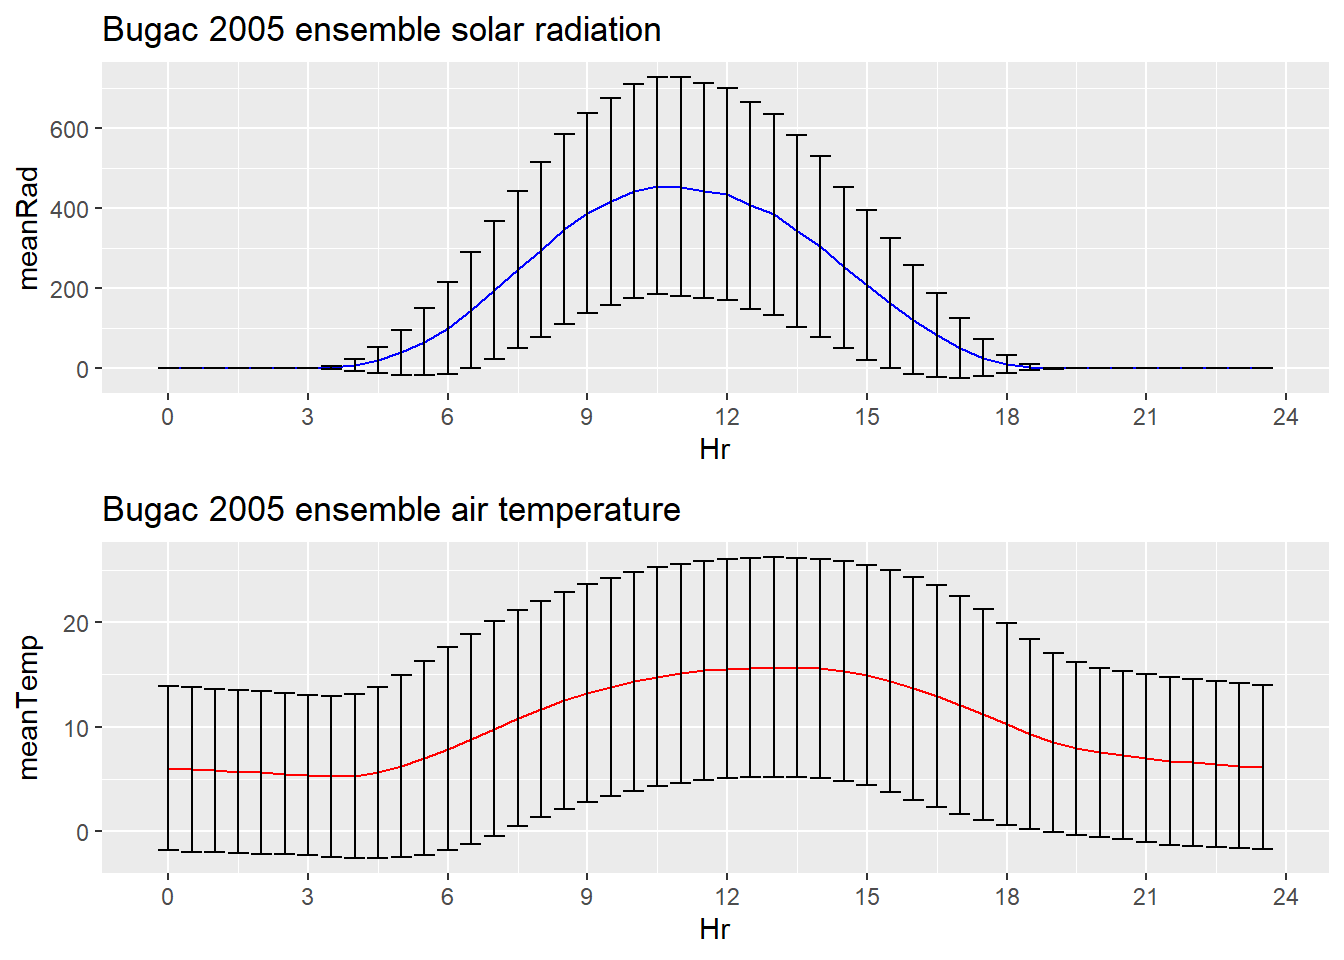 Bugac 2005 ensemble solar radiation
meanRad
600
400
200
0
0 3 6 9 12 15 18 21 24
Hr
Bugac 2005 ensemble air temperature
meanTemp
20
10
0
0 3 6 9 12 15 18 21 24
Hr